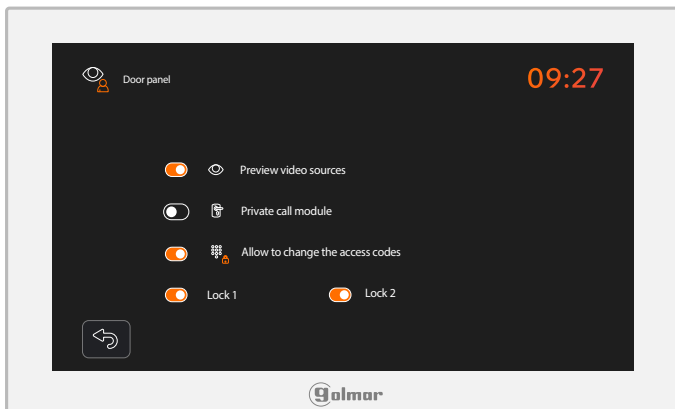 Door panel
09:27
Preview video sources
Private call module
Allow to change the access codes
Lock 1
Lock 2
golmar